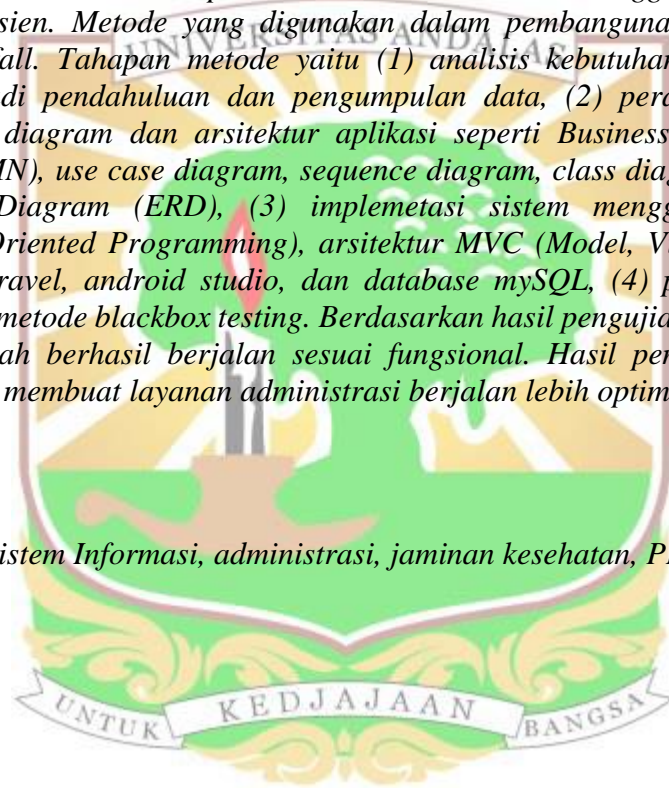 sien. Metode yang digunakan dalam pembanguna
fall. Tahapan metode yaitu (1) analisis kebutuhan
di pendahuluan dan pengumpulan data, (2) pera
diagram dan arsitektur aplikasi seperti Business
MN), use case diagram, sequence diagram, class diag
Diagram (ERD), (3) implemetasi sistem mengg
Oriented Programming), arsitektur MVC (Model, V
ravel, android studio, dan database mySQL, (4) p
metode blackbox testing. Berdasarkan hasil pengujia
ah berhasil berjalan sesuai fungsional. Hasil pen
membuat layanan administrasi berjalan lebih optim
istem Informasi, administrasi, jaminan kesehatan, P
UNIVERSITAS ANDALAS
UNTUK KEDJAJAAN BANGSA